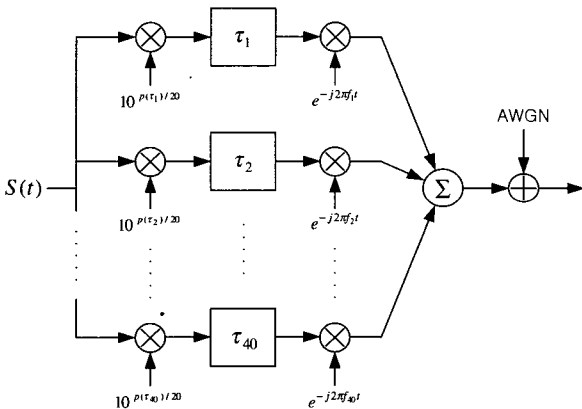 τ₁
10^{p(τ₁)/20}
e^{-j2πf₁t}
AWGN
τ₂
S(t)
Σ
10^{p(τ₂)/20}
e^{-j2πf₂t}
τ₄₀
10^{p(τ₄₀)/20}
e^{-j2πf₄₀t}